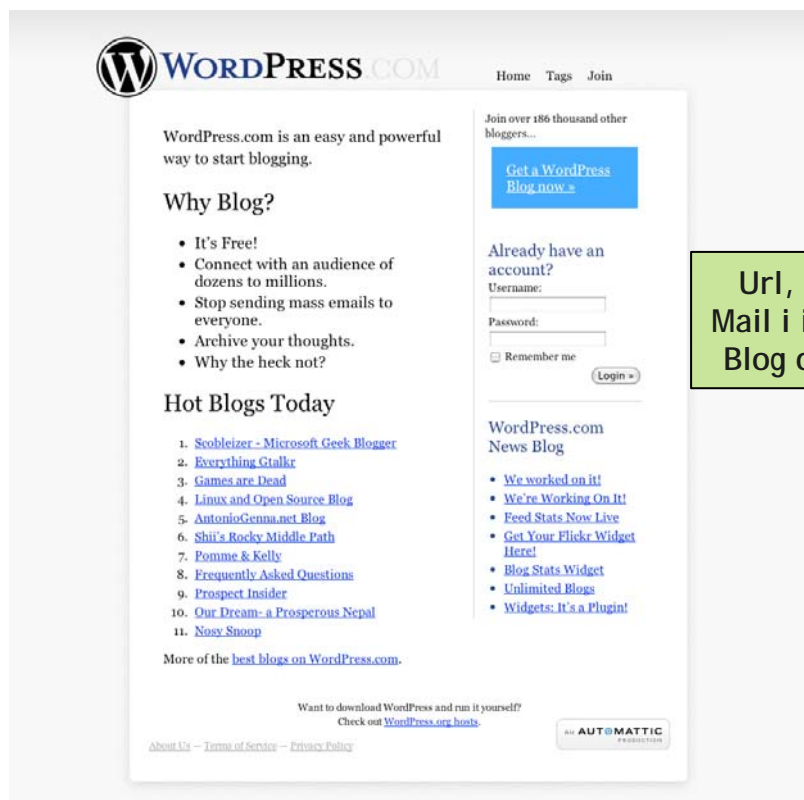 WORDPRESS.COM
Home Tags Join
WordPress.com is an easy and powerful
way to start blogging.
Why Blog?
• It's Free!
• Connect with an audience of
dozens to millions.
• Stop sending mass emails to
everyone.
• Archive your thoughts.
• Why the heck not?
Hot Blogs Today
1. Scobleizer - Microsoft Geek Blogger
2. Everything Gtalkr
3. Games are Dead
4. Linux and Open Source Blog
5. AntonioGenna.net Blog
6. Shii's Rocky Middle Path
7. Pomme & Kelly
8. Frequently Asked Questions
9. Prospect Insider
10. Our Dream- a Prosperous Nepal
11. Nosy Snoop
More of the best blogs on WordPress.com.
Join over 186 thousand other
bloggers...
Get a WordPress
Blog now »
Already have an
account?
Username:
Password:
Remember me
Login »
WordPress.com
News Blog
• We worked on it!
• We're Working On It!
• Feed Stats Now Live
• Get Your Flickr Widget
Here!
• Blog Stats Widget
• Unlimited Blogs
• Widgets: It's a Plugin!
Url,
Mail i
Blog
Want to download WordPress and run it yourself?
Check out WordPress.org hosts.
About Us – Terms of Service – Privacy Policy
AN AUTOMATTIC
PRODUCTION